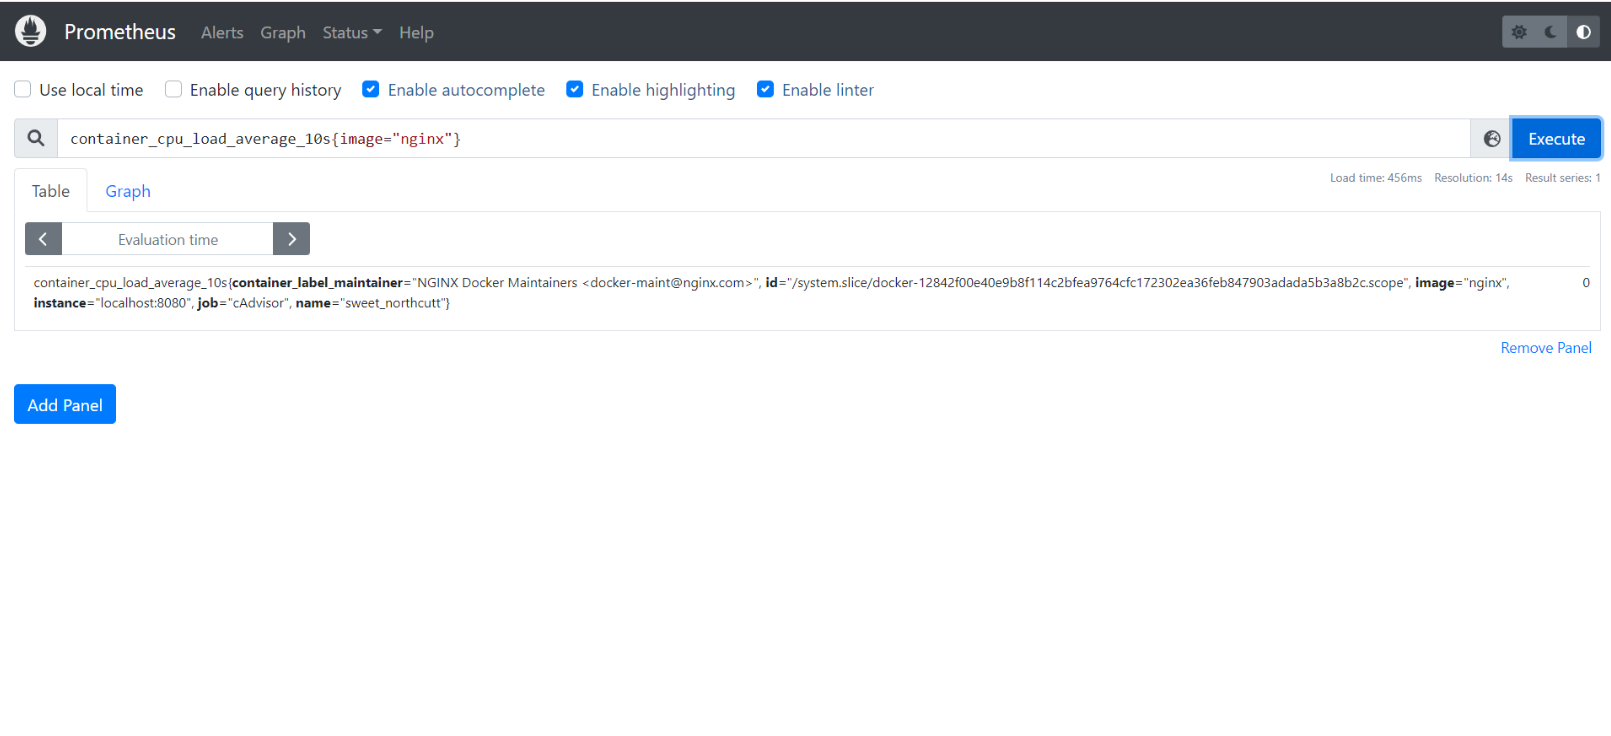 Prometheus Alerts Graph Status Help
Use local time Enable query history Enable autocomplete Enable highlighting Enable linter
container_cpu_load_average_10s{image="nginx"} Execute
Table Graph Load time: 456ms Resolution: 14s Result series: 1
Evaluation time
container_cpu_load_average_10s{container_label_maintainer="NGINX Docker Maintainers <docker-maint@nginx.com>", id="/system.slice/docker-12842f00e40e9b8f114c2bfea9764cfc172302ea36feb847903adada5b3a8b2c.scope", image="nginx", 0
instance="localhost:8080", job="cAdvisor", name="sweet_northcutt"}
Remove Panel
Add Panel